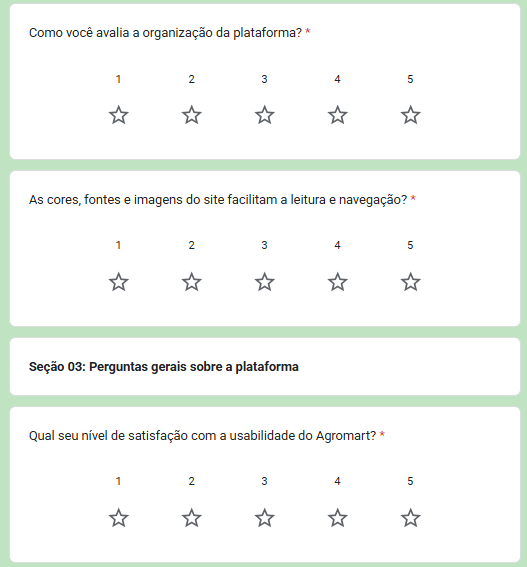 Como você avalia a organização da plataforma? *
1 2 3 4 5
As cores, fontes e imagens do site facilitam a leitura e navegação? *
1 2 3 4 5
Seção 03: Perguntas gerais sobre a plataforma
Qual seu nível de satisfação com a usabilidade do Agromart? *
1 2 3 4 5